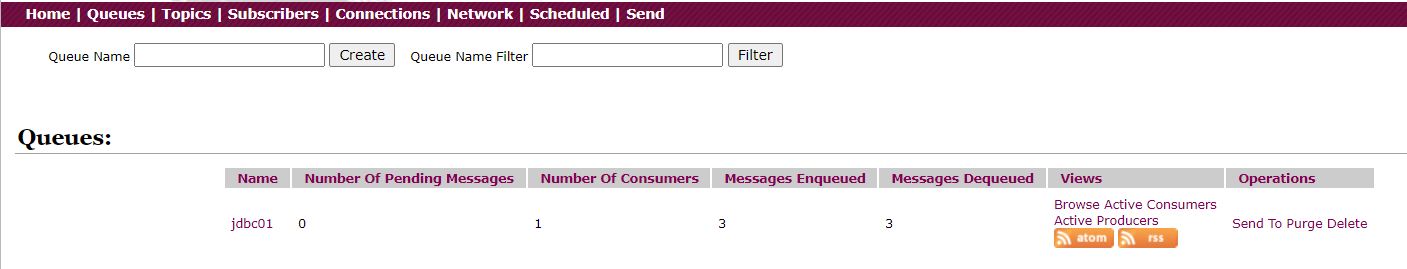 Home | Queues | Topics | Subscribers | Connections | Network | Scheduled | Send
Queue Name Create Queue Name Filter Filter
Queues:
Name Number Of Pending Messages Number Of Consumers Messages Enqueued Messages Dequeued Views Operations
jdbc01 0 1 3 3 Browse Active Consumers
Active Producers
atom rss
Send To Purge Delete